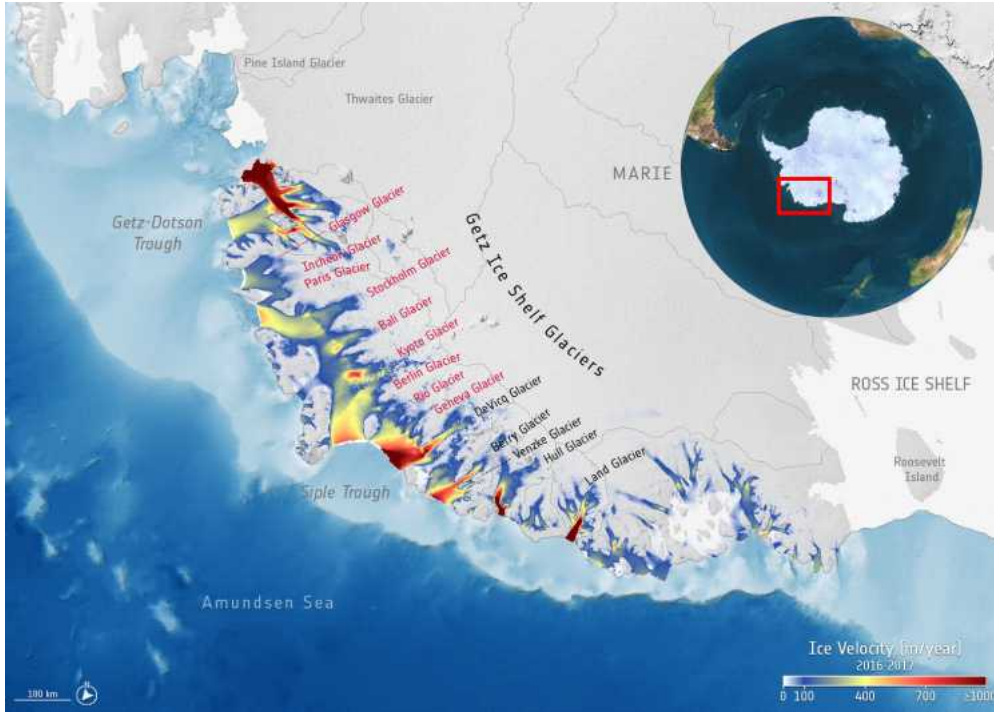 Pine Island Glacier
Thwaites Glacier
MARIE
Getz-Dotson
Trough
Glasgow Glacier
Incheon Glacier
Paris Glacier
Stockholm Glacier
Bali Glacier
Kyoto Glacier
Berlin Glacier
Rio Glacier
Geneva Glacier
DeVicq Glacier
Getz Ice Shelf Glaciers
Berry Glacier
Venzke Glacier
Hull Glacier
Land Glacier
ROSS ICE SHELF
Roosevelt
Island
Siple Trough
Amundsen Sea
Ice Velocity [m/year]
2016-2017
0 100 400 700 ≥1000
100 km
N